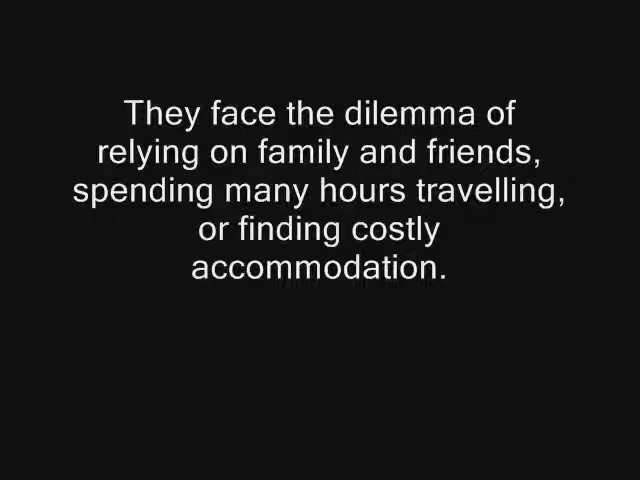 They face the dilemma of
relying on family and friends,
spending many hours travelling,
or finding costly
accommodation.